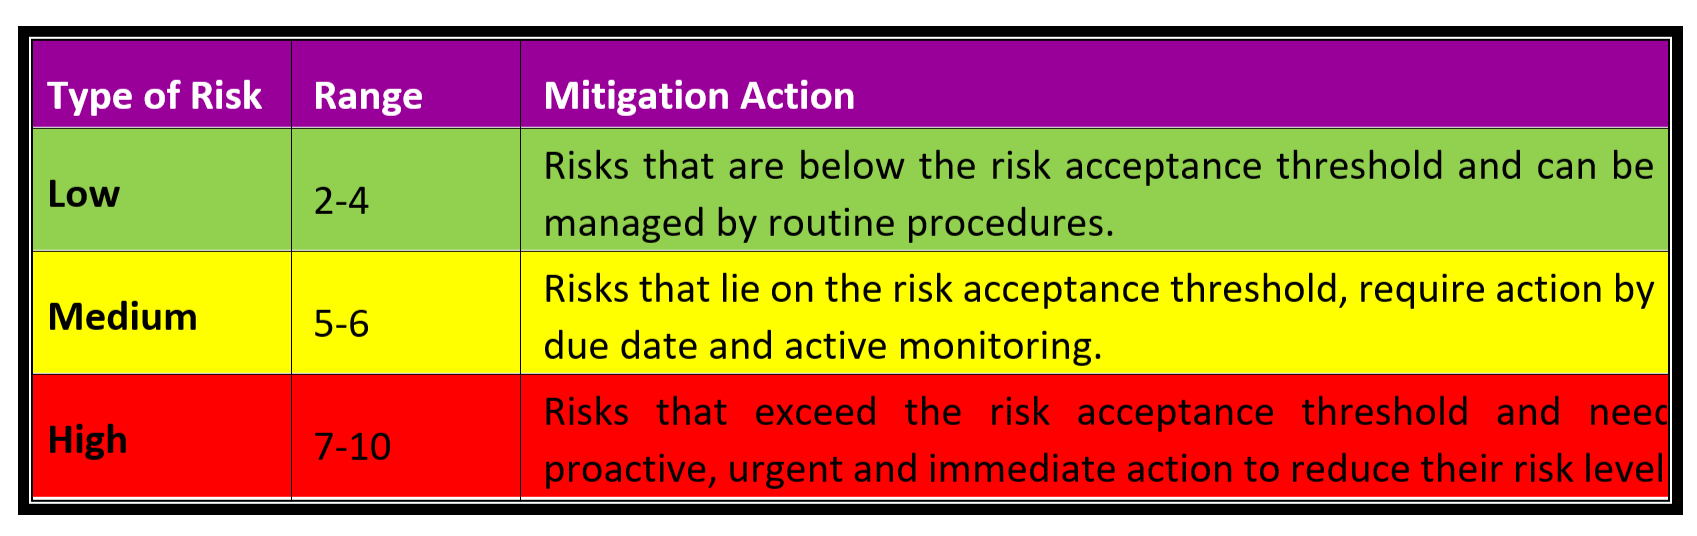 Type of Risk Range Mitigation Action
Low 2-4 Risks that are below the risk acceptance threshold and can be
managed by routine procedures.
Medium 5-6 Risks that lie on the risk acceptance threshold, require action by
due date and active monitoring.
High 7-10 Risks that exceed the risk acceptance threshold and need
proactive, urgent and immediate action to reduce their risk level